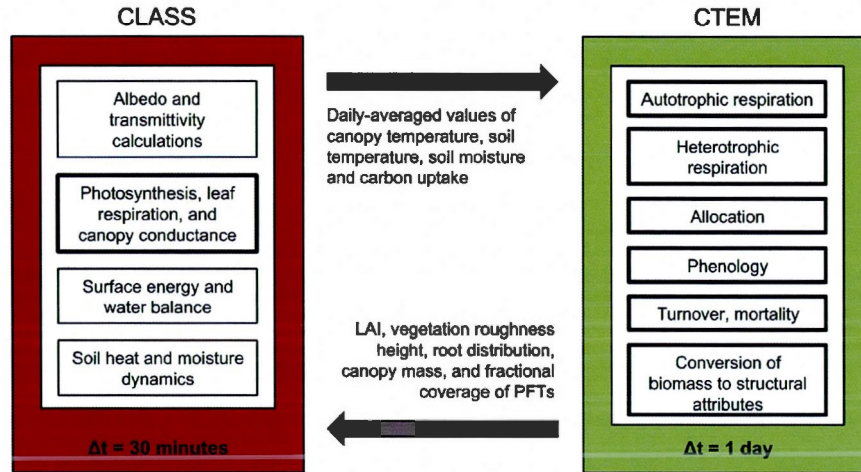 CLASS
Albedo and
transmittivity
calculations
Photosynthesis, leaf
respiration, and
canopy conductance
Surface energy and
water balance
Soil heat and moisture
dynamics
Δt = 30 minutes
Daily-averaged values of
canopy temperature, soil
temperature, soil moisture
and carbon uptake
LAI, vegetation roughness
height, root distribution,
canopy mass, and fractional
coverage of PFTs
CTEM
Autotrophic respiration
Heterotrophic
respiration
Allocation
Phenology
Turnover, mortality
Conversion of
biomass to structural
attributes
Δt = 1 day